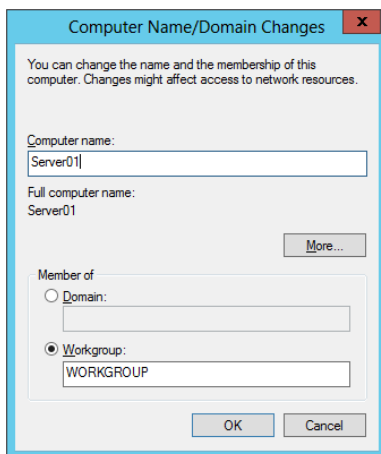 Computer Name/Domain Changes
x
You can change the name and the membership of this
computer. Changes might affect access to network resources.
Computer name:
Server01
Full computer name:
Server01
More...
Member of
Domain:
Workgroup:
WORKGROUP
OK
Cancel